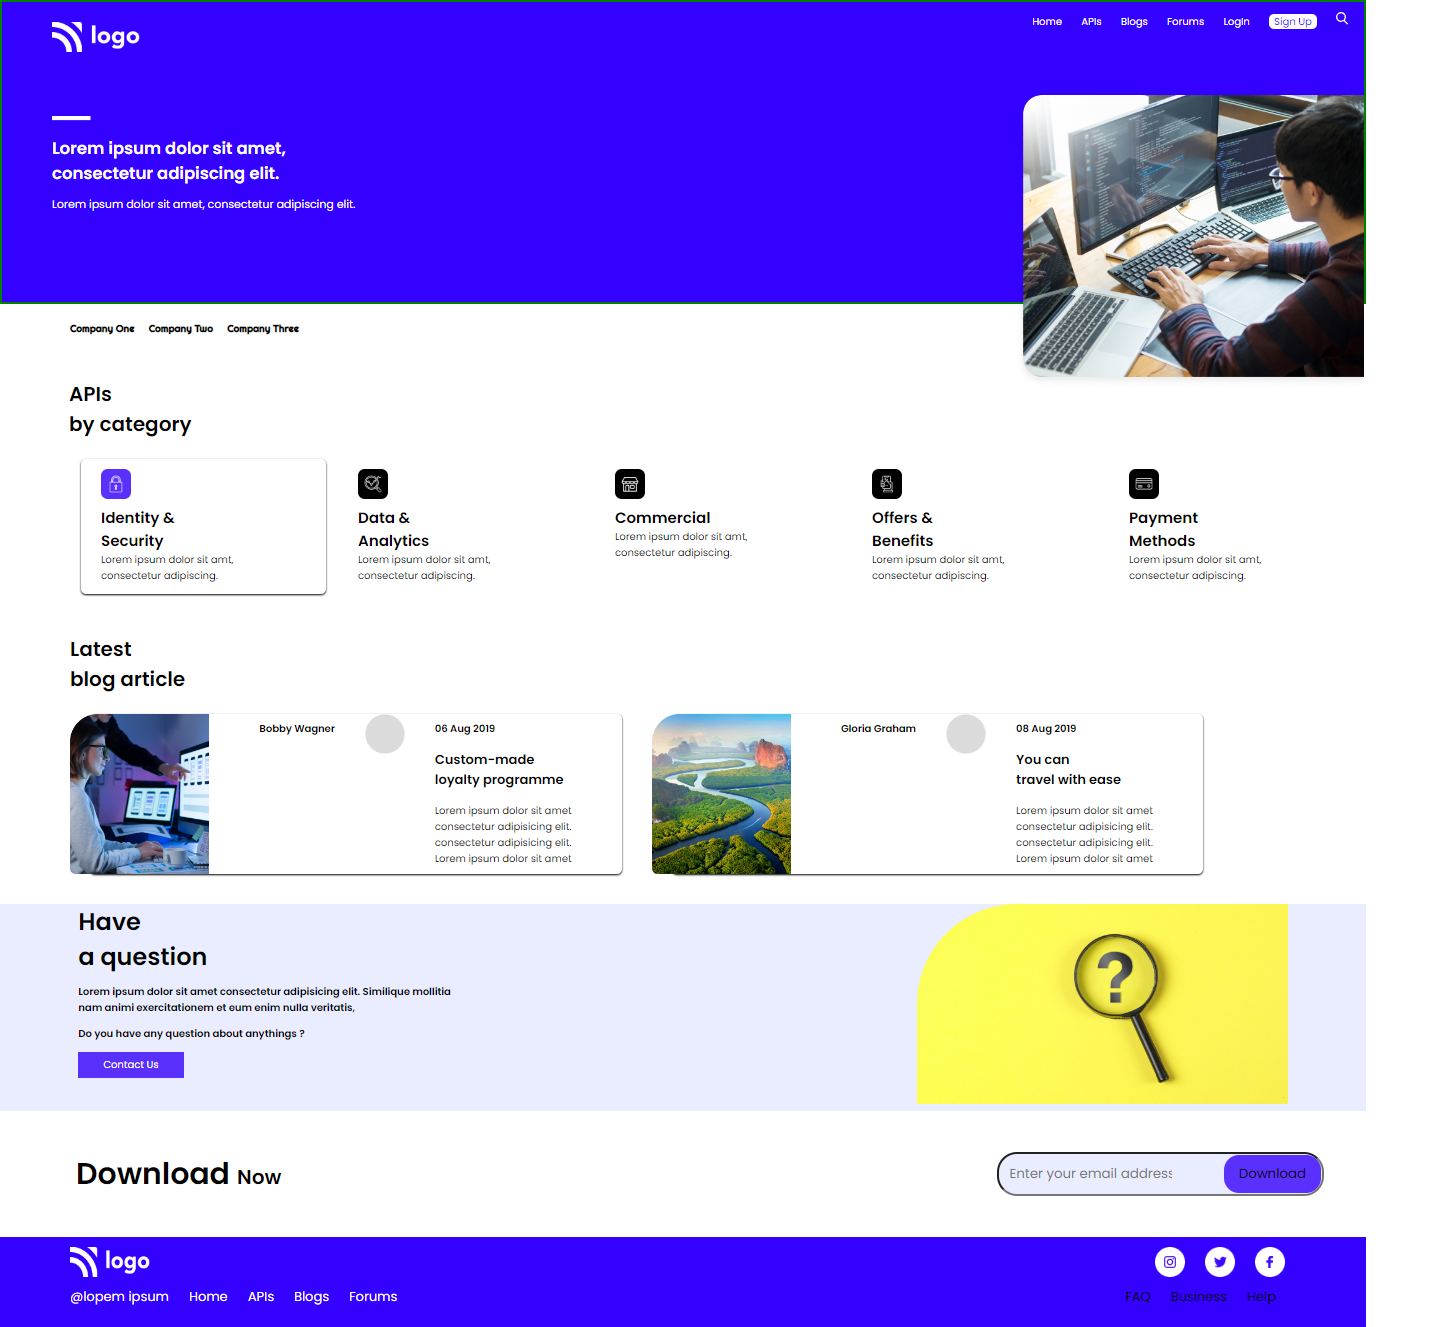 logo
Home APIs Blogs Forums LogIn Sign Up
Lorem ipsum dolor sit amet,
consectetur adipiscing elit.
Lorem ipsum dolor sit amet, consectetur adipiscing elit.
Company One Company Two Company Three
APIs
by category
Identity &
Security
Lorem ipsum dolor sit amt,
consectetur adipiscing.
Data &
Analytics
Lorem ipsum dolor sit amt,
consectetur adipiscing.
Commercial
Lorem ipsum dolor sit amt,
consectetur adipiscing.
Offers &
Benefits
Lorem ipsum dolor sit amt,
consectetur adipiscing.
Payment
Methods
Lorem ipsum dolor sit amt,
consectetur adipiscing.
Latest
blog article
Bobby Wagner
06 Aug 2019
Custom-made
loyalty programme
Lorem ipsum dolor sit amet
consectetur adipisicing elit.
consectetur adipisicing elit.
Lorem ipsum dolor sit amet
Gloria Graham
08 Aug 2019
You can
travel with ease
Lorem ipsum dolor sit amet
consectetur adipisicing elit.
consectetur adipisicing elit.
Lorem ipsum dolor sit amet
Have
a question
Lorem ipsum dolor sit amet consectetur adipisicing elit. Similique mollitia
nam animi exercitationem et eum enim nulla veritatis,
Do you have any question about anythings ?
Contact Us
?
Download Now
Enter your email address
Download
logo
@lopem ipsum Home APIs Blogs Forums
FAQ Business Help